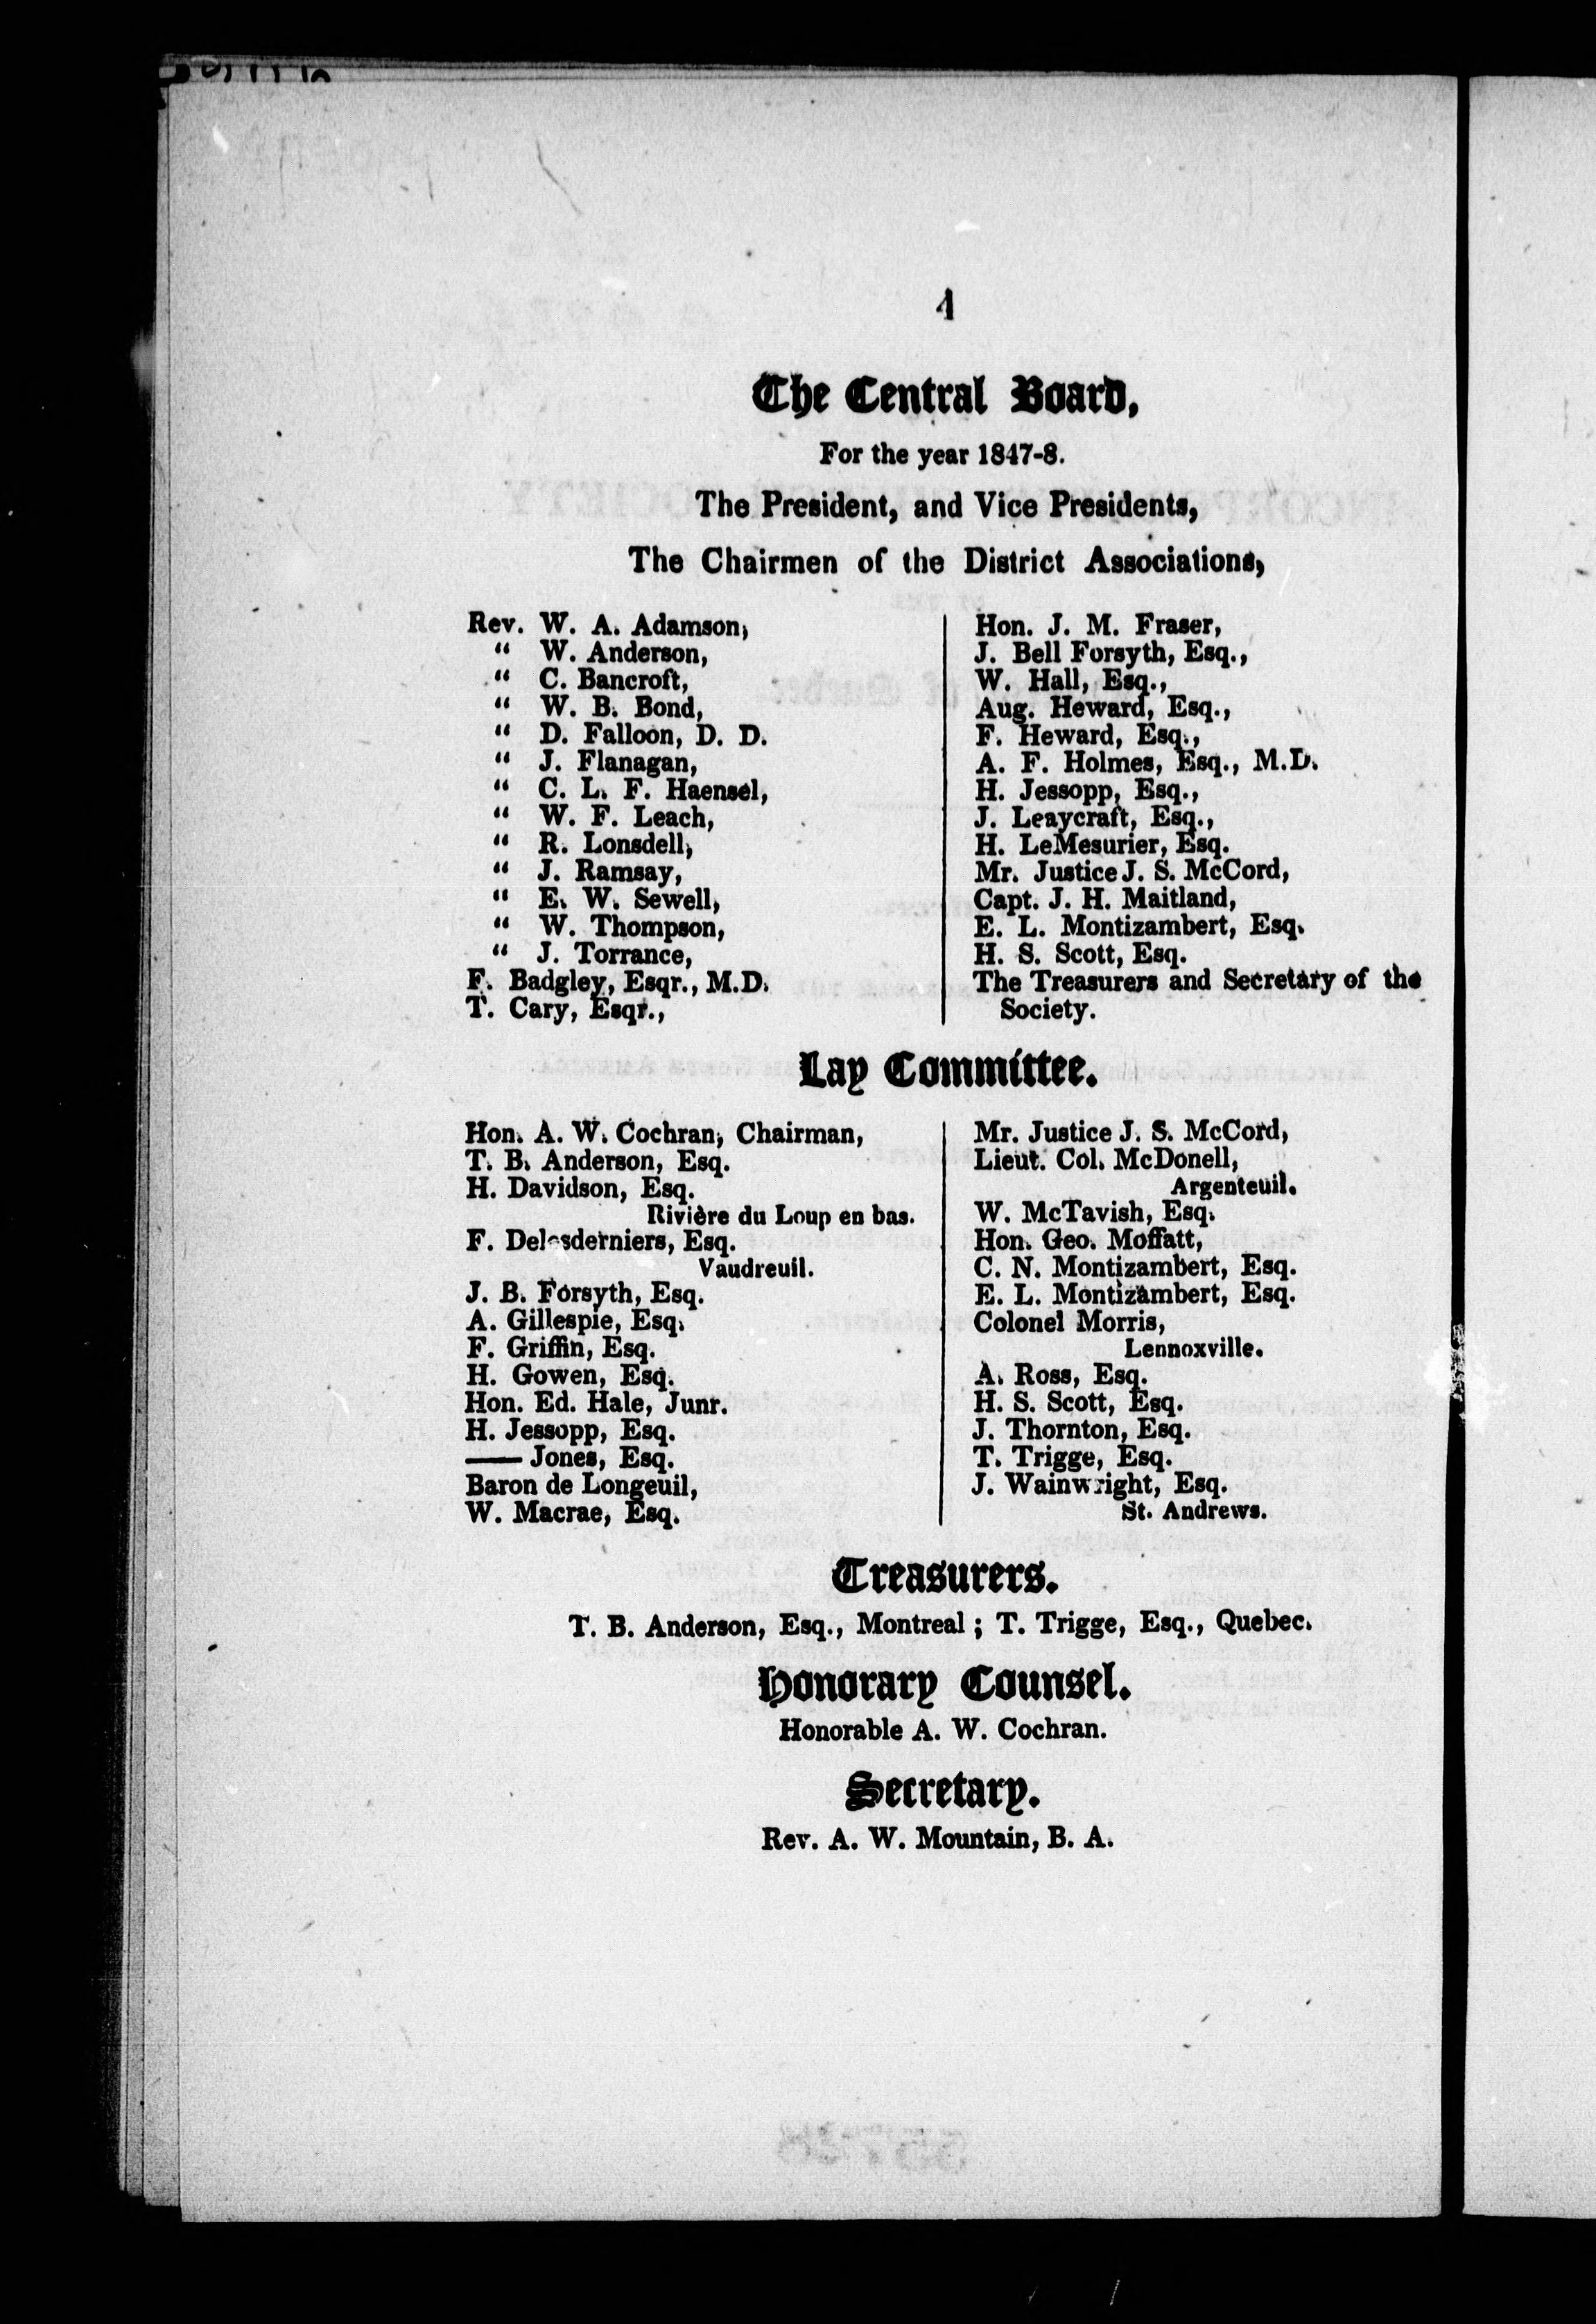 4
The Central Board,
For the year 1847-8.
The President, and Vice Presidents,
The Chairmen of the District Associations,
Rev. W. A. Adamson,
“ W. Anderson,
“ C. Bancroft,
“ W. B. Bond,
“ D. Falloon, D. D.
“ J. Flanagan,
“ C. L. F. Haensel,
“ W. F. Leach,
“ R. Lonsdell,
“ J. Ramsay,
“ E. W. Sewell,
“ W. Thompson,
“ J. Torrance,
F. Badgley, Esqr., M.D.
T. Cary, Esqr.,
Hon. J. M. Fraser,
J. Bell Forsyth, Esq.,
W. Hall, Esq.,
Aug. Heward, Esq.,
F. Heward, Esq.,
A. F. Holmes, Esq., M.D.
H. Jessopp, Esq.,
J. Leaycraft, Esq.,
H. LeMesurier, Esq.
Mr. Justice J. S. McCord,
Capt. J. H. Maitland,
E. L. Montizambert, Esq.
H. S. Scott, Esq.
The Treasurers and Secretary of the
Society.
Lay Committee.
Hon. A. W. Cochran, Chairman,
T. B. Anderson, Esq.
H. Davidson, Esq.
Rivière du Loup en bas.
F. Delesderniers, Esq.
Vaudreuil.
J. B. Forsyth, Esq.
A. Gillespie, Esq.
F. Griffin, Esq.
H. Gowen, Esq.
Hon. Ed. Hale, Junr.
H. Jessopp, Esq.
—— Jones, Esq.
Baron de Longeuil,
W. Macrae, Esq.
Mr. Justice J. S. McCord,
Lieut. Col. McDonell,
Argenteuil.
W. McTavish, Esq.
Hon. Geo. Moffatt,
C. N. Montizambert, Esq.
E. L. Montizambert, Esq.
Colonel Morris,
Lennoxville.
A. Ross, Esq.
H. S. Scott, Esq.
J. Thornton, Esq.
T. Trigge, Esq.
J. Wainwright, Esq.
St. Andrews.
Treasurers.
T. B. Anderson, Esq., Montreal ; T. Trigge, Esq., Quebec.
Honorary Counsel.
Honorable A. W. Cochran.
Secretary.
Rev. A. W. Mountain, B. A.